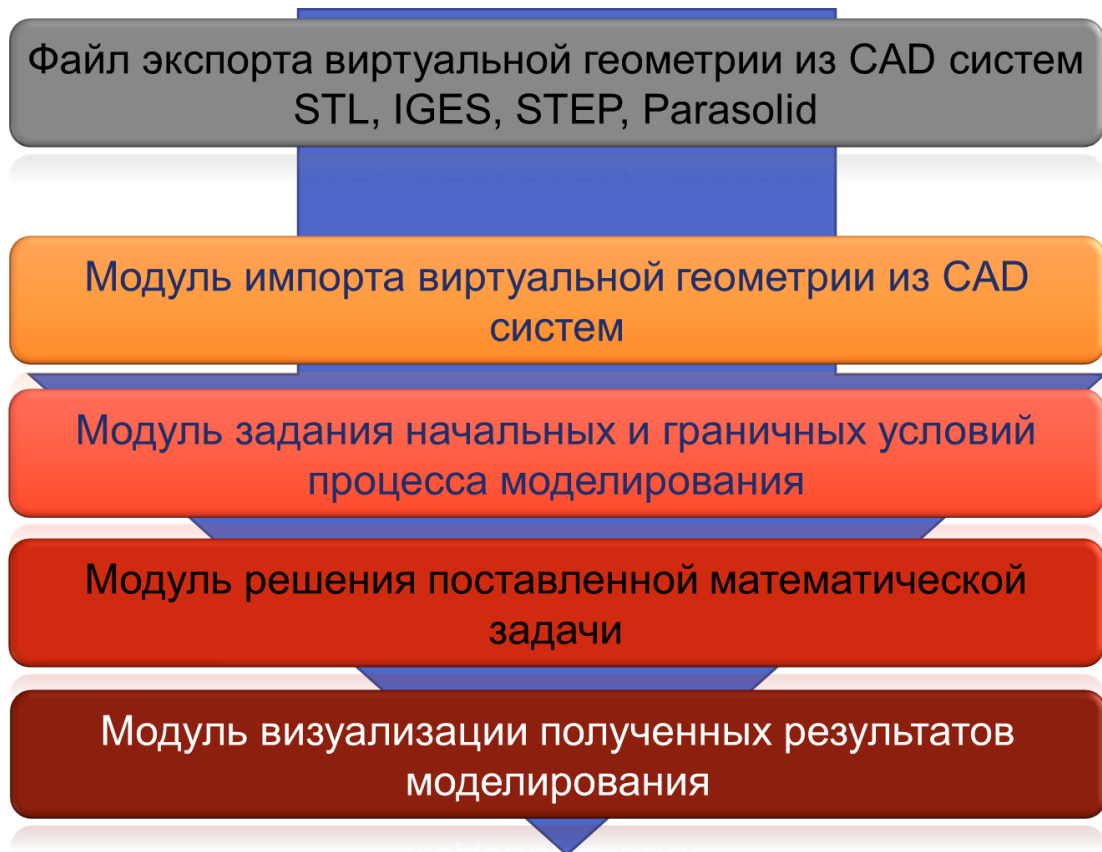 Файл экспорта виртуальной геометрии из CAD систем
STL, IGES, STEP, Parasolid
Модуль импорта виртуальной геометрии из CAD
систем
Модуль задания начальных и граничных условий
процесса моделирования
Модуль решения поставленной математической
задачи
Модуль визуализации полученных результатов
моделирования